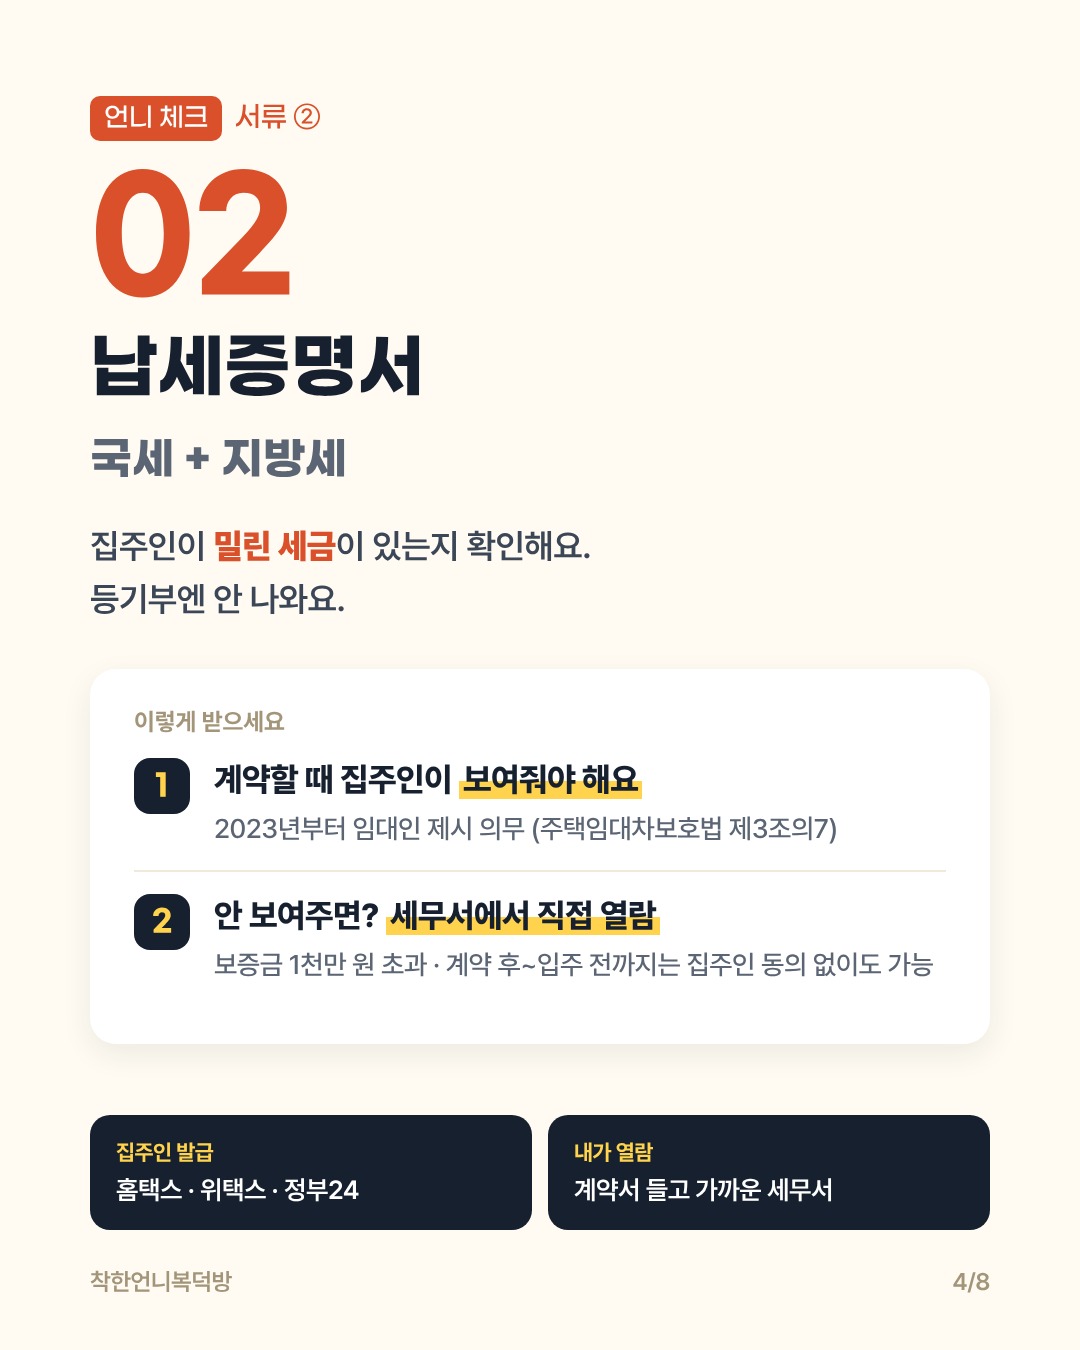 언니 체크 서류 ②
02
납세증명서
국세 + 지방세
집주인이 밀린 세금이 있는지 확인해요.
등기부엔 안 나와요.
이렇게 받으세요
1 계약할 때 집주인이 보여줘야 해요
2023년부터 임대인 제시 의무 (주택임대차보호법 제3조의7)
2 안 보여주면? 세무서에서 직접 열람
보증금 1천만 원 초과 · 계약 후~입주 전까지는 집주인 동의 없이도 가능
집주인 발급
홈택스 · 위택스 · 정부24
내가 열람
계약서 들고 가까운 세무서
착한언니복덕방
4/8